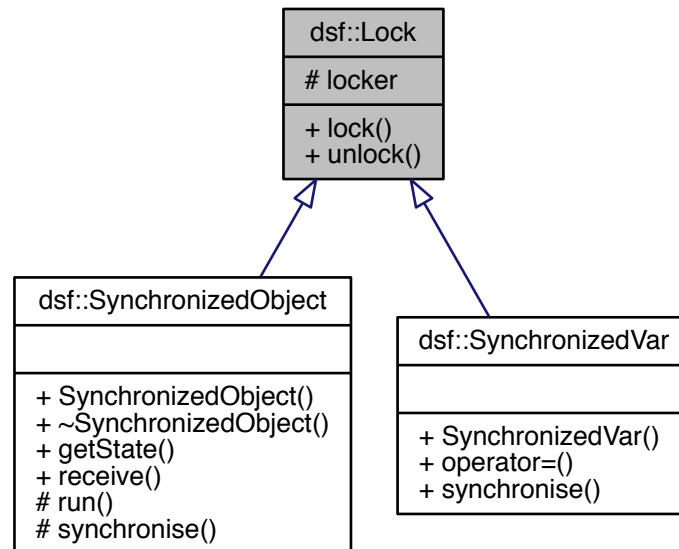 dsf::Lock
# locker
+ lock()
+ unlock()
dsf::SynchronizedObject
+ SynchronizedObject()
+ ~SynchronizedObject()
+ getState()
+ receive()
# run()
# synchronise()
dsf::SynchronizedVar
+ SynchronizedVar()
+ operator=()
+ synchronise()